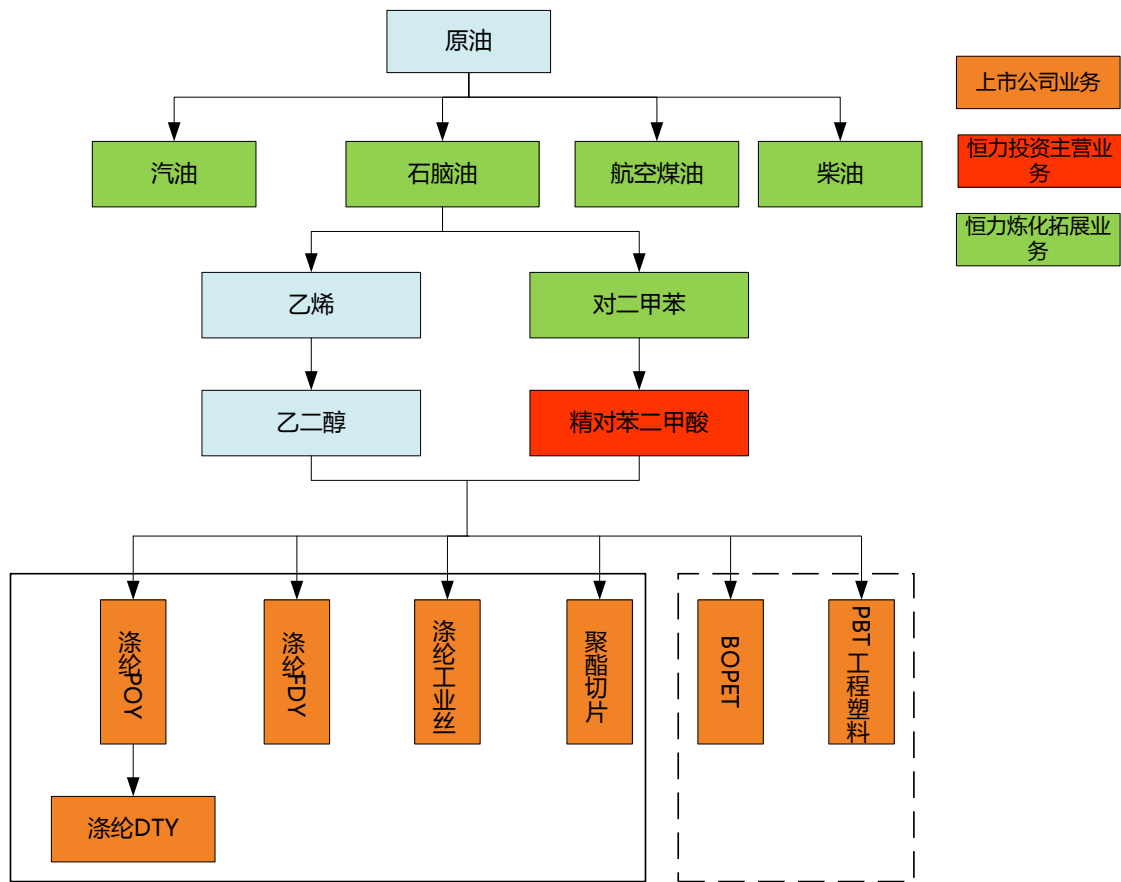 原油
上市公司业务
恒力投资主营业
务
恒力炼化拓展业
务
汽油
石脑油
航空煤油
柴油
乙烯
对二甲苯
乙二醇
精对苯二甲酸
涤纶POY
涤纶FDY
涤纶工业丝
聚酯切片
BOPET
PBT 工程塑料
涤纶DTY